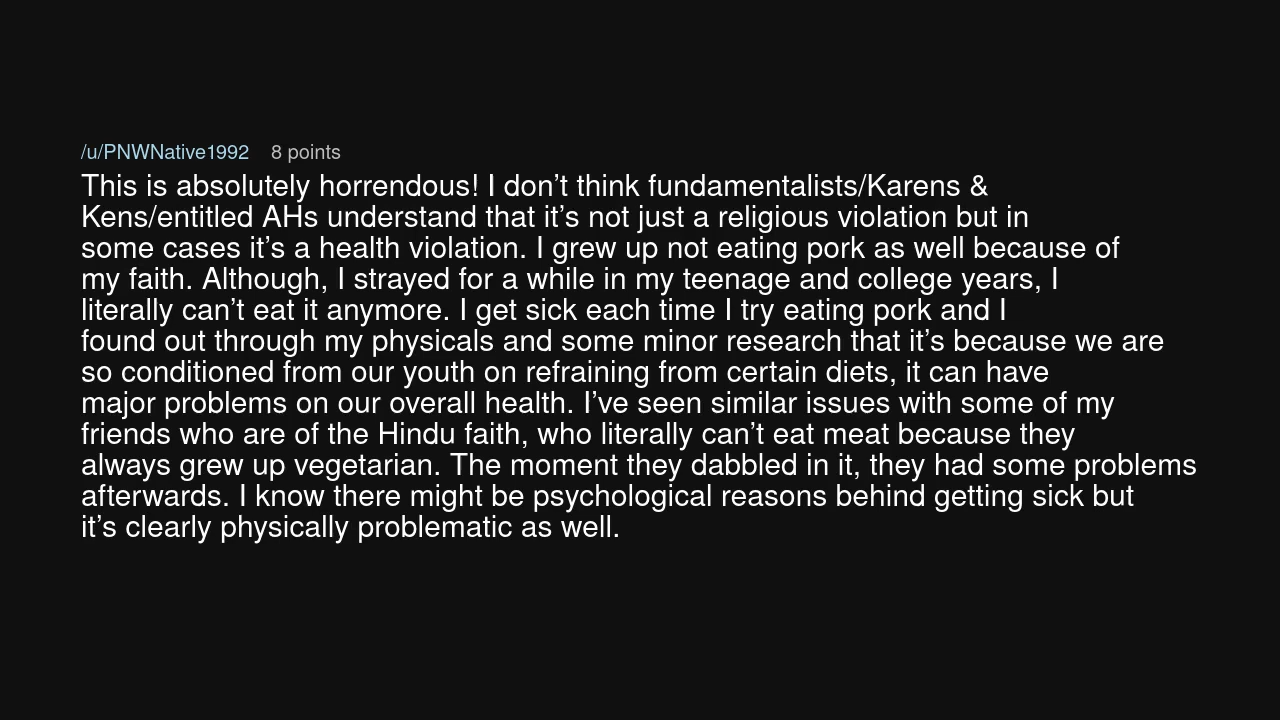 /u/PNWNative1992 8 points
This is absolutely horrendous! I don’t think fundamentalists/Karens &
Kens/entitled AHs understand that it’s not just a religious violation but in
some cases it’s a health violation. I grew up not eating pork as well because of
my faith. Although, I strayed for a while in my teenage and college years, I
literally can’t eat it anymore. I get sick each time I try eating pork and I
found out through my physicals and some minor research that it’s because we are
so conditioned from our youth on refraining from certain diets, it can have
major problems on our overall health. I’ve seen similar issues with some of my
friends who are of the Hindu faith, who literally can’t eat meat because they
always grew up vegetarian. The moment they dabbled in it, they had some problems
afterwards. I know there might be psychological reasons behind getting sick but
it’s clearly physically problematic as well.